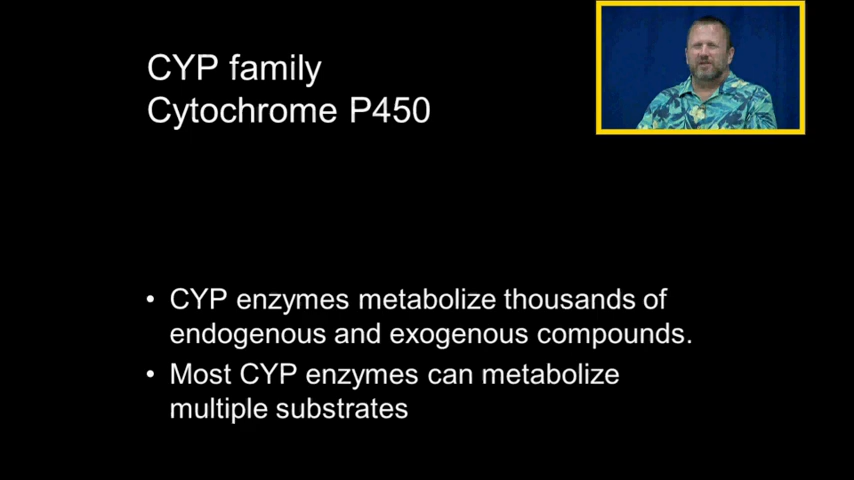 CYP family
Cytochrome P450
• CYP enzymes metabolize thousands of
endogenous and exogenous compounds.
• Most CYP enzymes can metabolize
multiple substrates